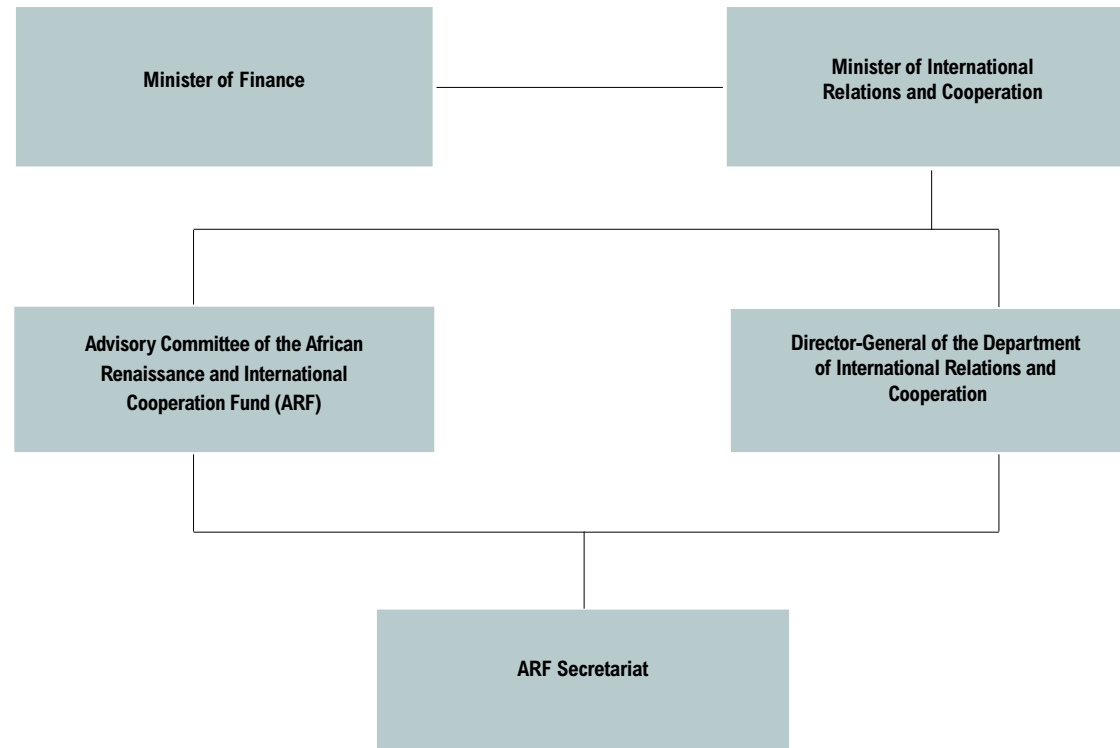 Minister of Finance
Minister of International
Relations and Cooperation
Advisory Committee of the African
Renaissance and International
Cooperation Fund (ARF)
Director-General of the Department
of International Relations and
Cooperation
ARF Secretariat